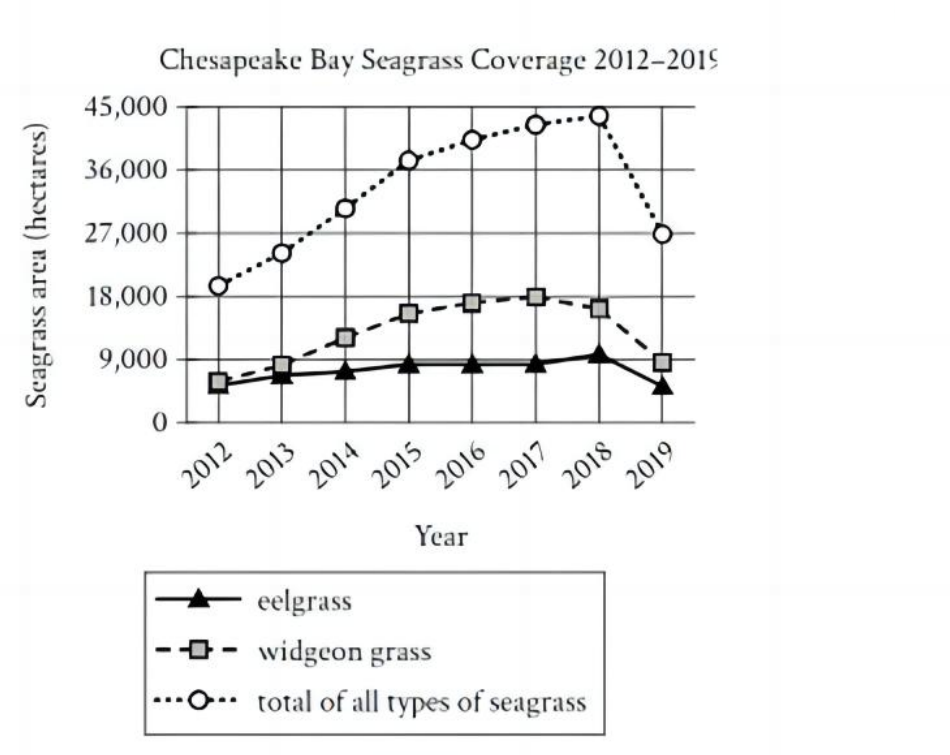 Chesapeake Bay Seagrass Coverage 2012–2019
Seagrass area (hectares)
45,000
36,000
27,000
18,000
9,000
0
2012 2013 2014 2015 2016 2017 2018 2019
Year
eelgrass
widgeon grass
total of all types of seagrass